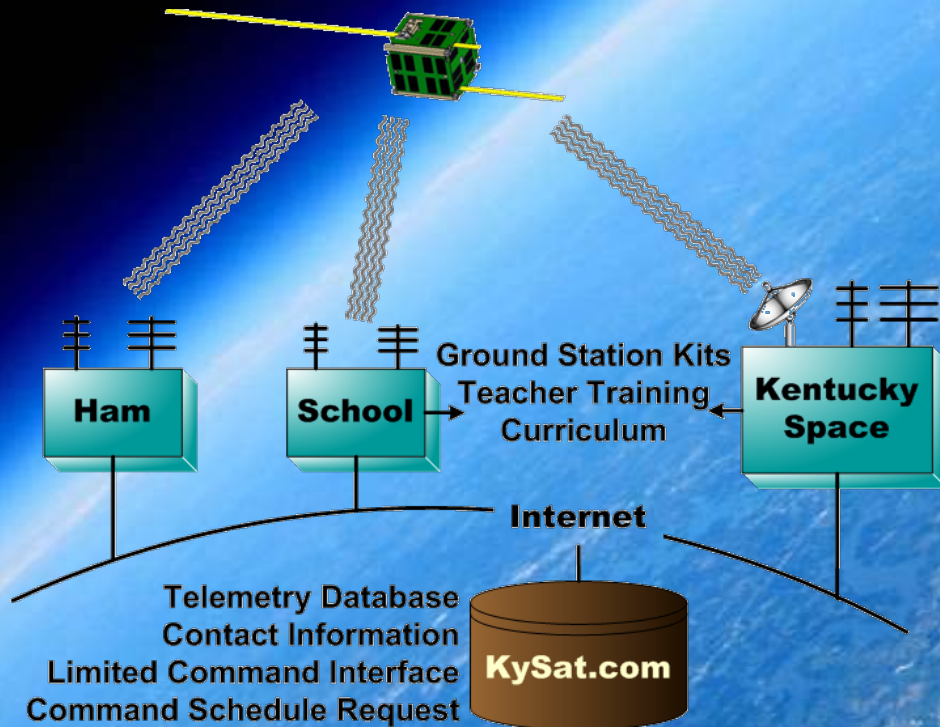 Ham
School
Ground Station Kits
Teacher Training
Curriculum
Kentucky
Space
Internet
Telemetry Database
Contact Information
Limited Command Interface
Command Schedule Request
KySat.com